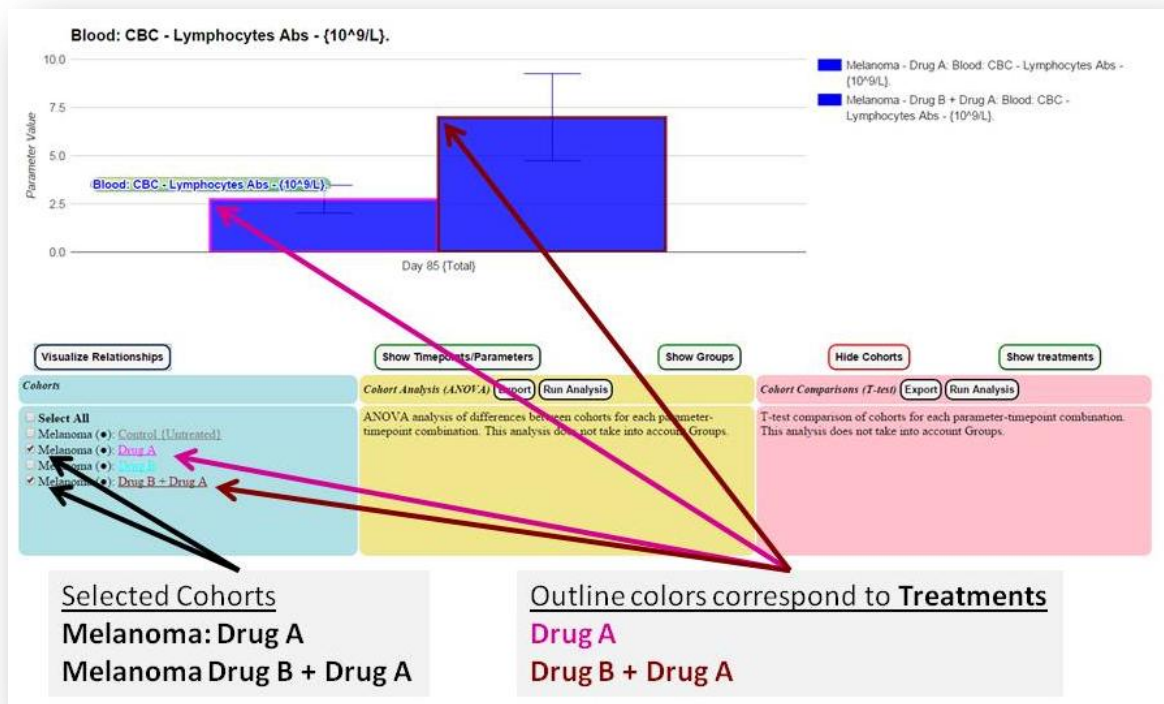 Blood: CBC - Lymphocytes Abs - {10^9/L}.
10.0
7.5
5.0
2.5
0.0
Parameter Value
Blood: CBC - Lymphocytes Abs - {10^9/L}.
Day 85 {Total}
Melanoma - Drug A: Blood: CBC - Lymphocytes Abs -
{10^9/L}.
Melanoma - Drug B + Drug A: Blood: CBC -
Lymphocytes Abs - {10^9/L}.
Visualize Relationships
Show Timepoints/Parameters
Show Groups
Hide Cohorts
Show treatments
Cohorts
Select All
Melanoma (●): Control {Untreated}
Melanoma (●): Drug A
Melanoma (●): Drug B
Melanoma (●): Drug B + Drug A
Cohort Analysis (ANOVA) Export Run Analysis
ANOVA analysis of differences between cohorts for each parameter-
timepoint combination. This analysis does not take into account Groups.
Cohort Comparisons (T-test) Export Run Analysis
T-test comparison of cohorts for each parameter-timepoint combination.
This analysis does not take into account Groups.
Selected Cohorts
Melanoma: Drug A
Melanoma Drug B + Drug A
Outline colors correspond to Treatments
Drug A
Drug B + Drug A